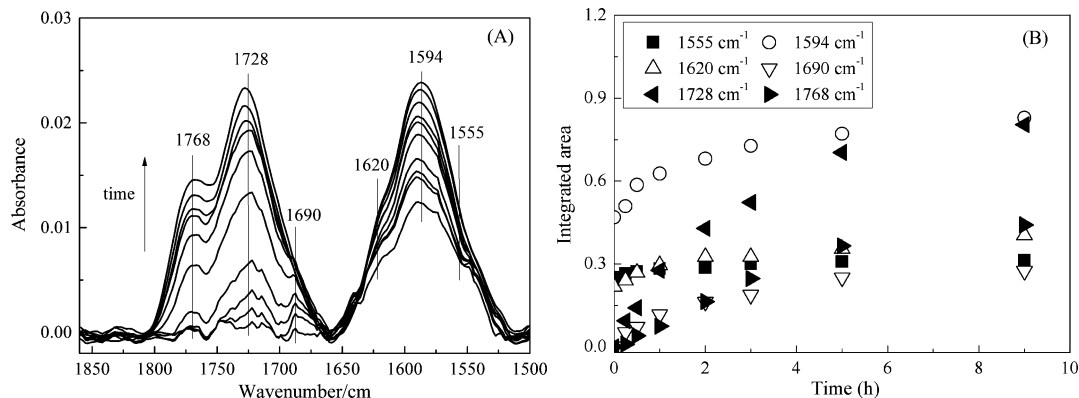 (A)
0.03
0.02
0.01
0.00
Absorbance
1768
1728
1690
1620
1594
1555
time
1850
1800
1750
1700
1650
1600
1550
1500
Wavenumber/cm
(B)
1.2
0.9
0.6
0.3
0.0
Integrated area
1555 cm⁻¹
1594 cm⁻¹
1620 cm⁻¹
1690 cm⁻¹
1728 cm⁻¹
1768 cm⁻¹
0
2
4
6
8
10
Time (h)